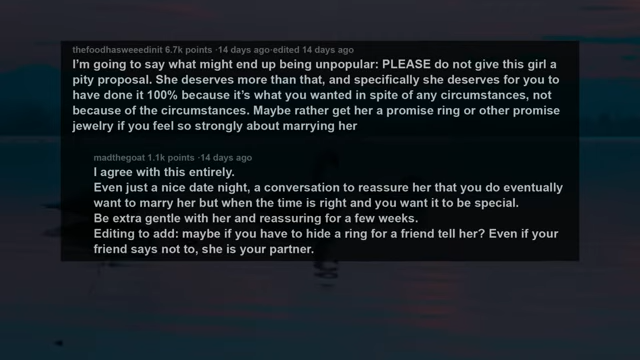 thefoodhasweeedinit 6.7k points ·14 days ago·edited 14 days ago
I'm going to say what might end up being unpopular: PLEASE do not give this girl a
pity proposal. She deserves more than that, and specifically she deserves for you to
have done it 100% because it's what you wanted in spite of any circumstances, not
because of the circumstances. Maybe rather get her a promise ring or other promise
jewelry if you feel so strongly about marrying her
madthegoat 1.1k points ·14 days ago
I agree with this entirely.
Even just a nice date night, a conversation to reassure her that you do eventually
want to marry her but when the time is right and you want it to be special.
Be extra gentle with her and reassuring for a few weeks.
Editing to add: maybe if you have to hide a ring for a friend tell her? Even if your
friend says not to, she is your partner.